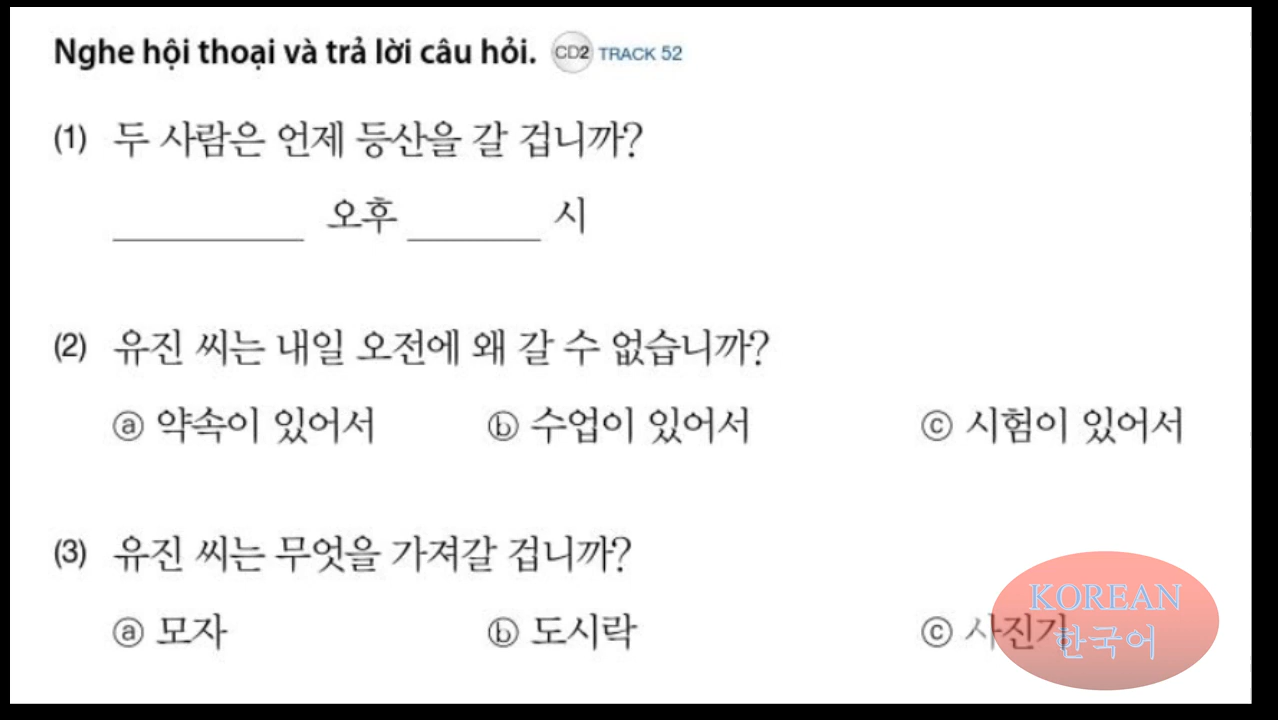 Nghe hội thoại và trả lời câu hỏi. CD2 TRACK 52
(1) 두 사람은 언제 등산을 갈 겁니까?
오후 시
(2) 유진 씨는 내일 오전에 왜 갈 수 없습니까?
ⓐ 약속이 있어서 ⓑ 수업이 있어서 ⓒ 시험이 있어서
(3) 유진 씨는 무엇을 가져갈 겁니까?
ⓐ 모자 ⓑ 도시락 ⓒ 사진기
KOREAN
한국어